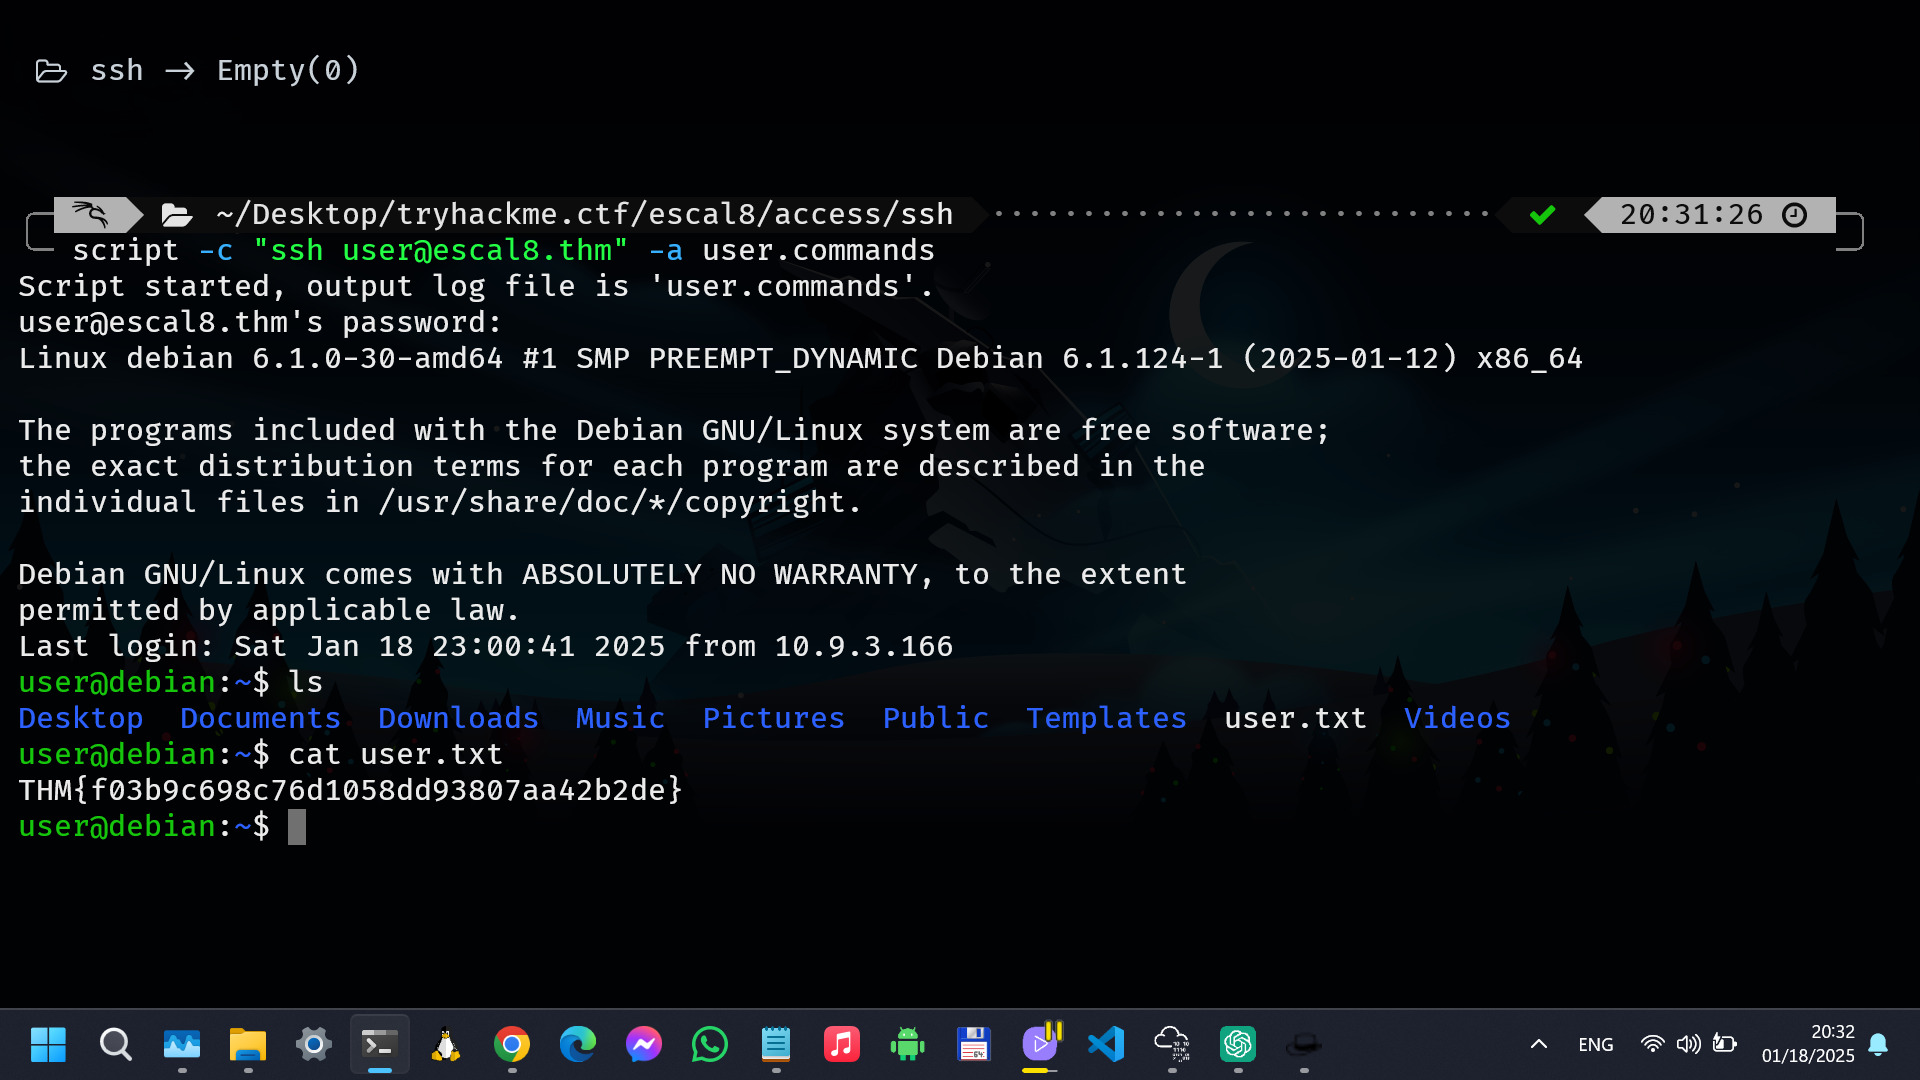 ssh → Empty(0)
~/Desktop/tryhackme.ctf/escal8/access/ssh
20:31:26
script -c "ssh user@escal8.thm" -a user.commands
Script started, output log file is 'user.commands'.
user@escal8.thm's password:
Linux debian 6.1.0-30-amd64 #1 SMP PREEMPT_DYNAMIC Debian 6.1.124-1 (2025-01-12) x86_64
The programs included with the Debian GNU/Linux system are free software;
the exact distribution terms for each program are described in the
individual files in /usr/share/doc/*/copyright.
Debian GNU/Linux comes with ABSOLUTELY NO WARRANTY, to the extent
permitted by applicable law.
Last login: Sat Jan 18 23:00:41 2025 from 10.9.3.166
user@debian:~$ ls
Desktop  Documents  Downloads  Music  Pictures  Public  Templates  user.txt  Videos
user@debian:~$ cat user.txt
THM{f03b9c698c76d1058dd93807aa42b2de}
user@debian:~$
ENG
20:32
01/18/2025